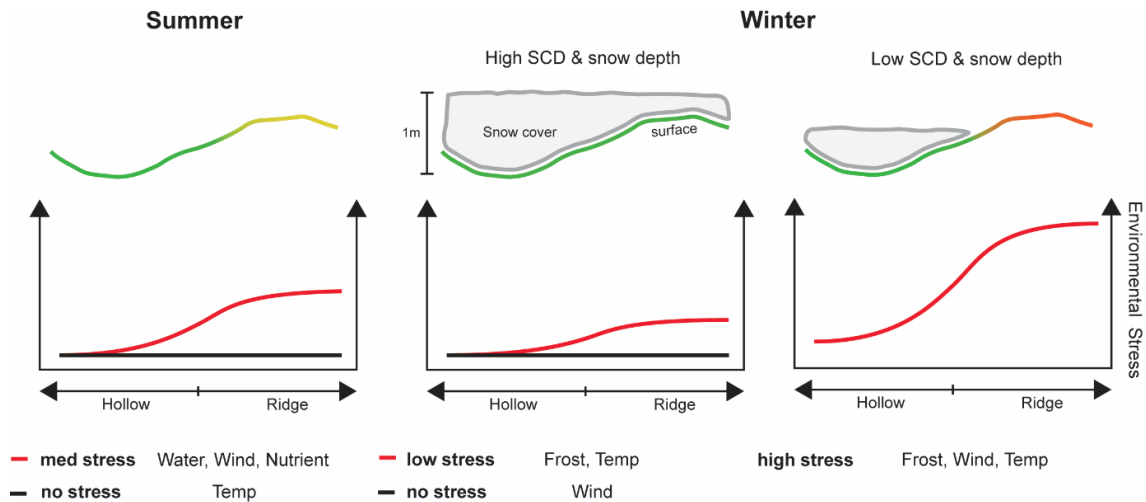 Summer
Winter
High SCD & snow depth
Low SCD & snow depth
1m
Snow cover
surface
Environmental Stress
Hollow
Ridge
Hollow
Ridge
Hollow
Ridge
med stress Water, Wind, Nutrient
no stress Temp
low stress Frost, Temp
no stress Wind
high stress Frost, Wind, Temp